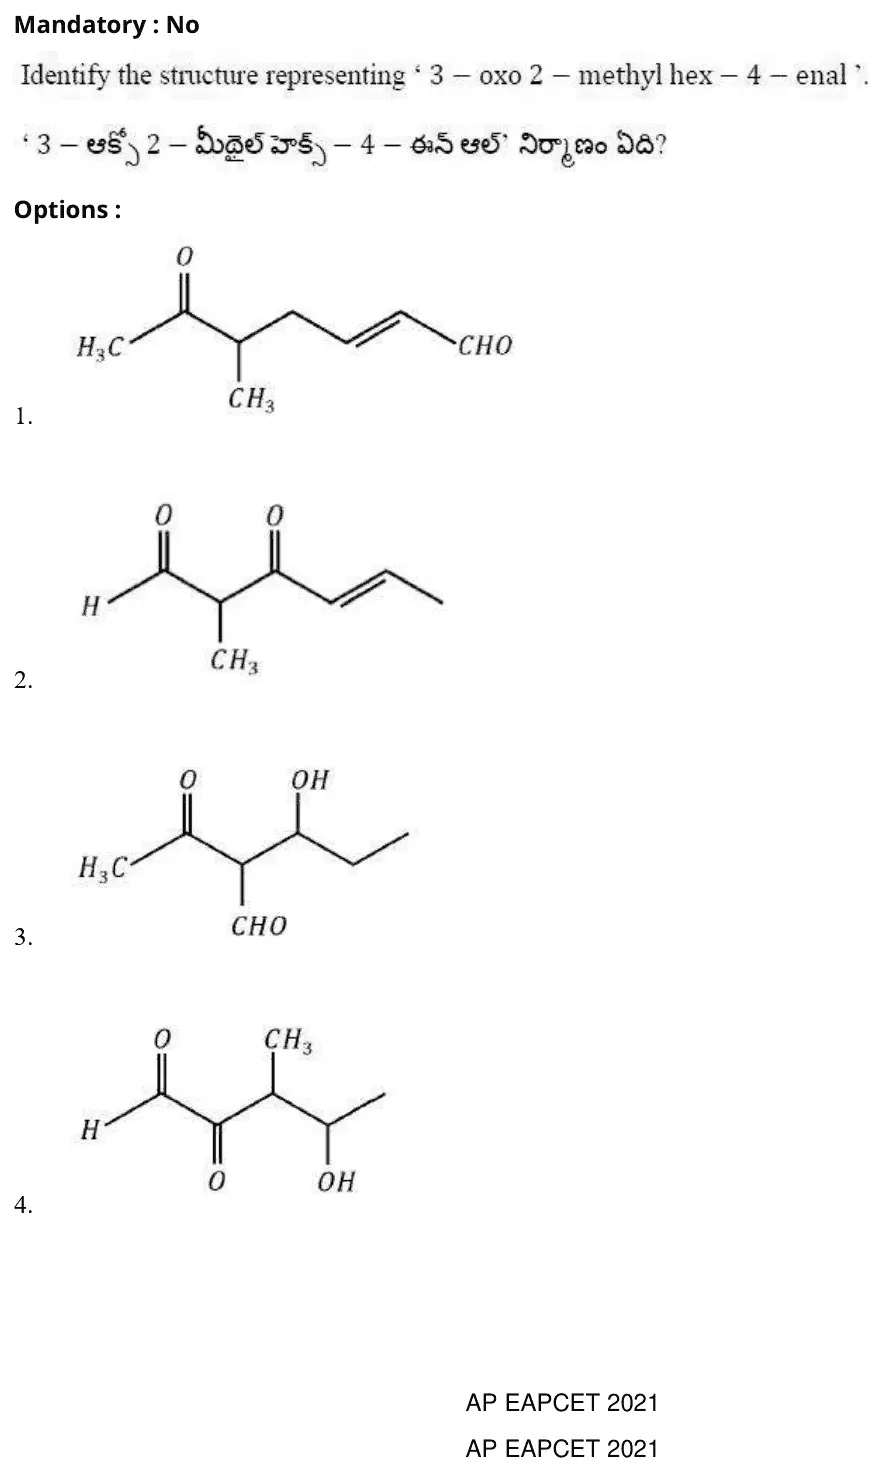 Mandatory : No
Identify the structure representing ‘ 3 – oxo 2 – methyl hex – 4 – enal ’.
‘ 3 – ఆక్సో 2 – మీథైల్ హెక్స్ – 4 – ఈన్ ఆల్’ నిర్మాణం ఏది?
Options :
O
H₃C
CHO
CH₃
1.
O O
H
CH₃
2.
O OH
H₃C
CHO
3.
O CH₃
H
O OH
4.
AP EAPCET 2021
AP EAPCET 2021